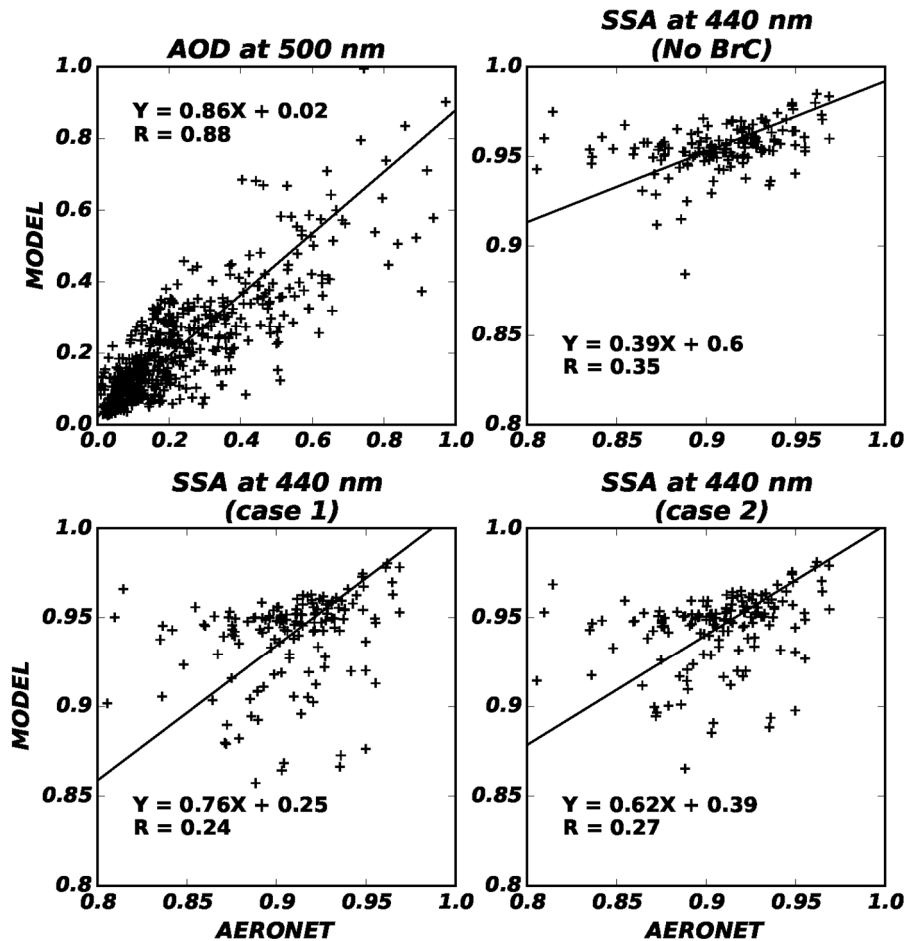 AOD at 500 nm
Y = 0.86X + 0.02
R = 0.88
MODEL
1.0
0.8
0.6
0.4
0.2
0.0
0.0 0.2 0.4 0.6 0.8 1.0
SSA at 440 nm
(No BrC)
1.0
0.95
0.9
0.85
0.8
Y = 0.39X + 0.6
R = 0.35
0.8 0.85 0.9 0.95 1.0
SSA at 440 nm
(case 1)
MODEL
1.0
0.95
0.9
0.85
0.8
Y = 0.76X + 0.25
R = 0.24
0.8 0.85 0.9 0.95 1.0
AERONET
SSA at 440 nm
(case 2)
1.0
0.95
0.9
0.85
0.8
Y = 0.62X + 0.39
R = 0.27
0.8 0.85 0.9 0.95 1.0
AERONET